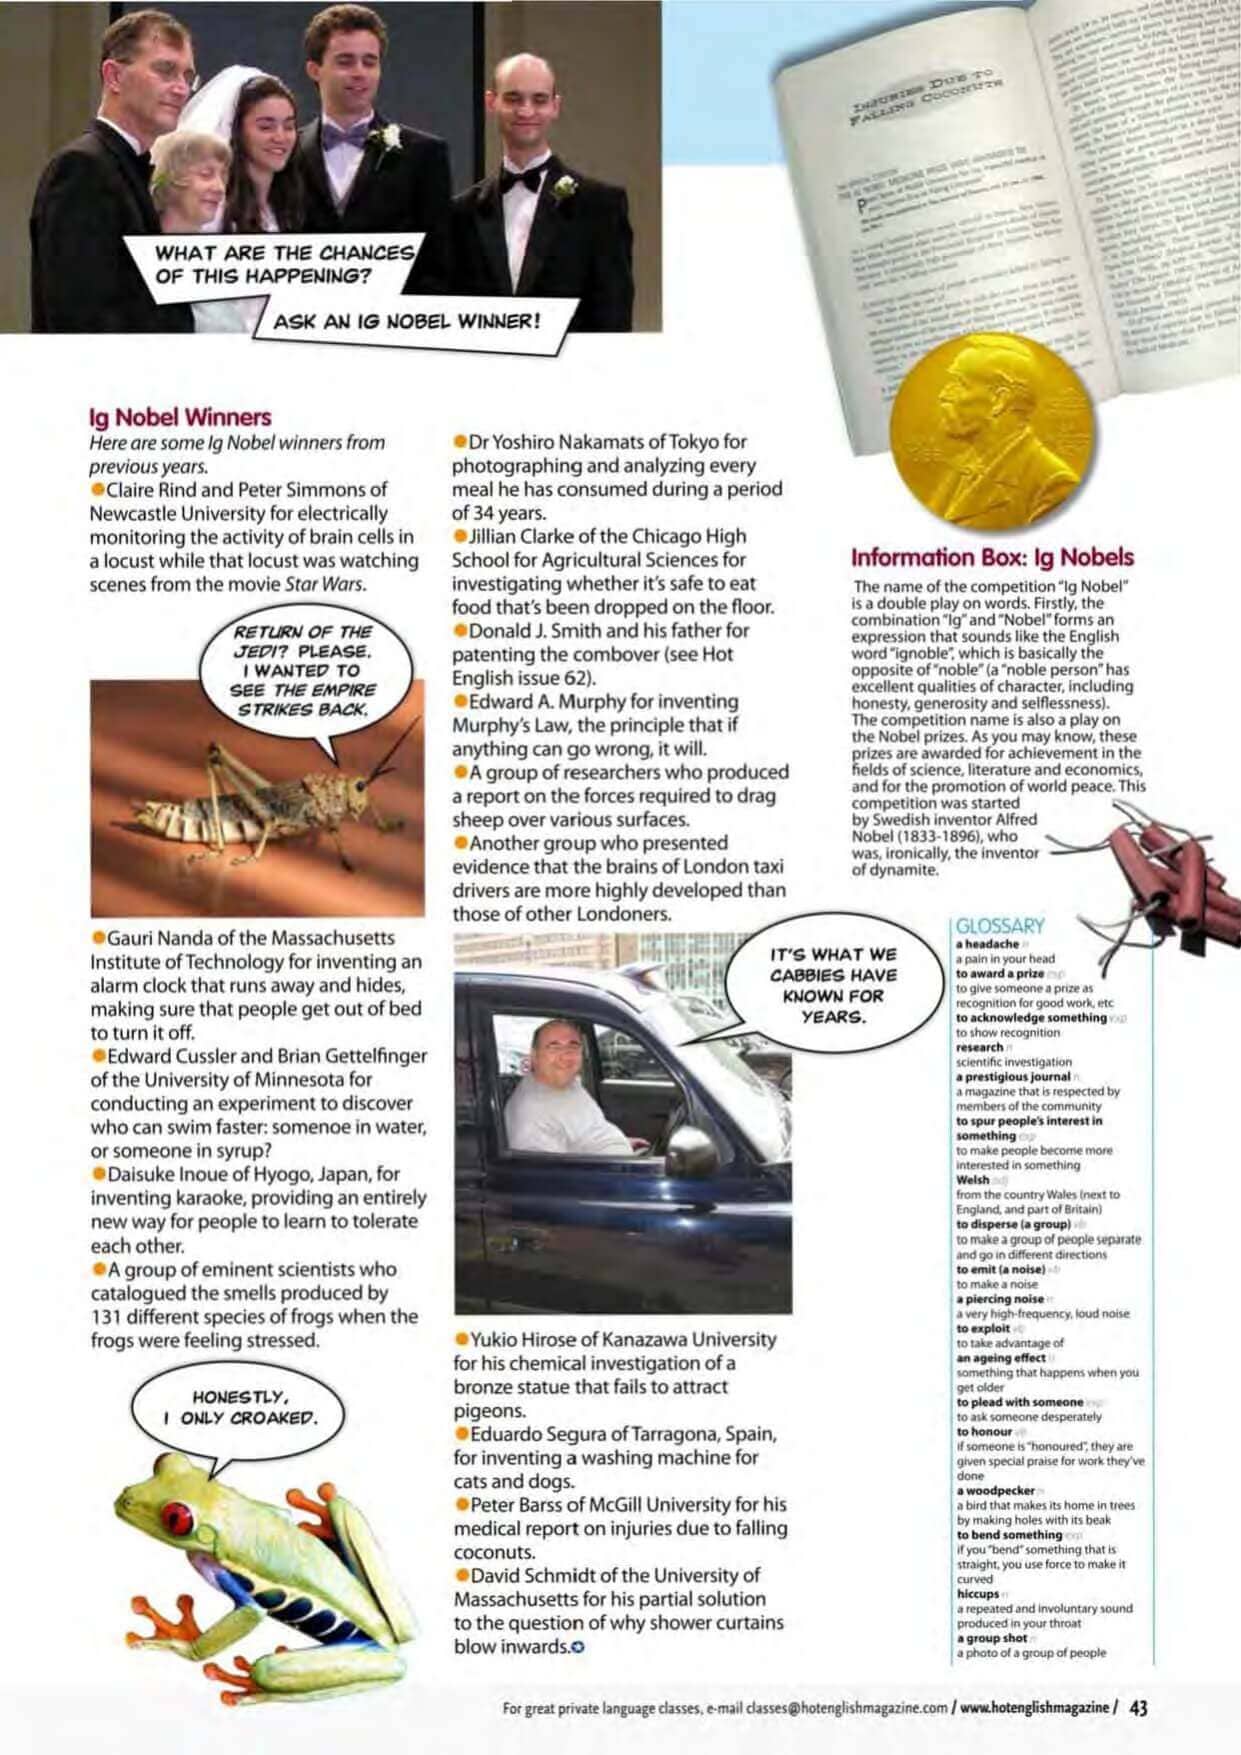 WHAT ARE THE CHANCES
OF THIS HAPPENING?
ASK AN IG NOBEL WINNER!
INJURIES DUE TO
FALLING COCONUTS
Ig Nobel Winners
Here are some Ig Nobel winners from
previous years.
Claire Rind and Peter Simmons of
Newcastle University for electrically
monitoring the activity of brain cells in
a locust while that locust was watching
scenes from the movie Star Wars.
RETURN OF THE
JEDI? PLEASE.
I WANTED TO
SEE THE EMPIRE
STRIKES BACK.
Gauri Nanda of the Massachusetts
Institute of Technology for inventing an
alarm clock that runs away and hides,
making sure that people get out of bed
to turn it off.
Edward Cussler and Brian Gettelfinger
of the University of Minnesota for
conducting an experiment to discover
who can swim faster: somenoe in water,
or someone in syrup?
Daisuke Inoue of Hyogo, Japan, for
inventing karaoke, providing an entirely
new way for people to learn to tolerate
each other.
A group of eminent scientists who
catalogued the smells produced by
131 different species of frogs when the
frogs were feeling stressed.
HONESTLY,
I ONLY CROAKED.
Dr Yoshiro Nakamats of Tokyo for
photographing and analyzing every
meal he has consumed during a period
of 34 years.
Jillian Clarke of the Chicago High
School for Agricultural Sciences for
investigating whether it's safe to eat
food that's been dropped on the floor.
Donald J. Smith and his father for
patenting the combover (see Hot
English issue 62).
Edward A. Murphy for inventing
Murphy's Law, the principle that if
anything can go wrong, it will.
A group of researchers who produced
a report on the forces required to drag
sheep over various surfaces.
Another group who presented
evidence that the brains of London taxi
drivers are more highly developed than
those of other Londoners.
IT'S WHAT WE
CABBIES HAVE
KNOWN FOR
YEARS.
Yukio Hirose of Kanazawa University
for his chemical investigation of a
bronze statue that fails to attract
pigeons.
Eduardo Segura of Tarragona, Spain,
for inventing a washing machine for
cats and dogs.
Peter Barss of McGill University for his
medical report on injuries due to falling
coconuts.
David Schmidt of the University of
Massachusetts for his partial solution
to the question of why shower curtains
blow inwards.
Information Box: Ig Nobels
The name of the competition "Ig Nobel"
is a double play on words. Firstly, the
combination "Ig" and "Nobel" forms an
expression that sounds like the English
word "ignoble", which is basically the
opposite of "noble" (a "noble person" has
excellent qualities of character, including
honesty, generosity and selflessness).
The competition name is also a play on
the Nobel prizes. As you may know, these
prizes are awarded for achievement in the
fields of science, literature and economics,
and for the promotion of world peace. This
competition was started
by Swedish inventor Alfred
Nobel (1833-1896), who
was, ironically, the inventor
of dynamite.
GLOSSARY
a headache n
a pain in your head
to award a prize exp
to give someone a prize as
recognition for good work, etc
to acknowledge something exp
to show recognition
research n
scientific investigation
a prestigious journal n
a magazine that is respected by
members of the community
to spur people's interest in
something exp
to make people become more
interested in something
Welsh adj
from the country Wales (next to
England, and part of Britain)
to disperse (a group) vb
to make a group of people separate
and go in different directions
to emit (a noise) vb
to make a noise
a piercing noise n
a very high-frequency, loud noise
to exploit vb
to take advantage of
an ageing effect n
something that happens when you
get older
to plead with someone exp
to ask someone desperately
to honour vb
if someone is "honoured", they are
given special praise for work they've
done
a woodpecker n
a bird that makes its home in trees
by making holes with its beak
to bend something exp
if you "bend" something that is
straight, you use force to make it
curved
hiccups n
a repeated and involuntary sound
produced in your throat
a group shot n
a photo of a group of people
For great private language classes, e-mail classes@hotenglishmagazine.com / www.hotenglishmagazine / 43